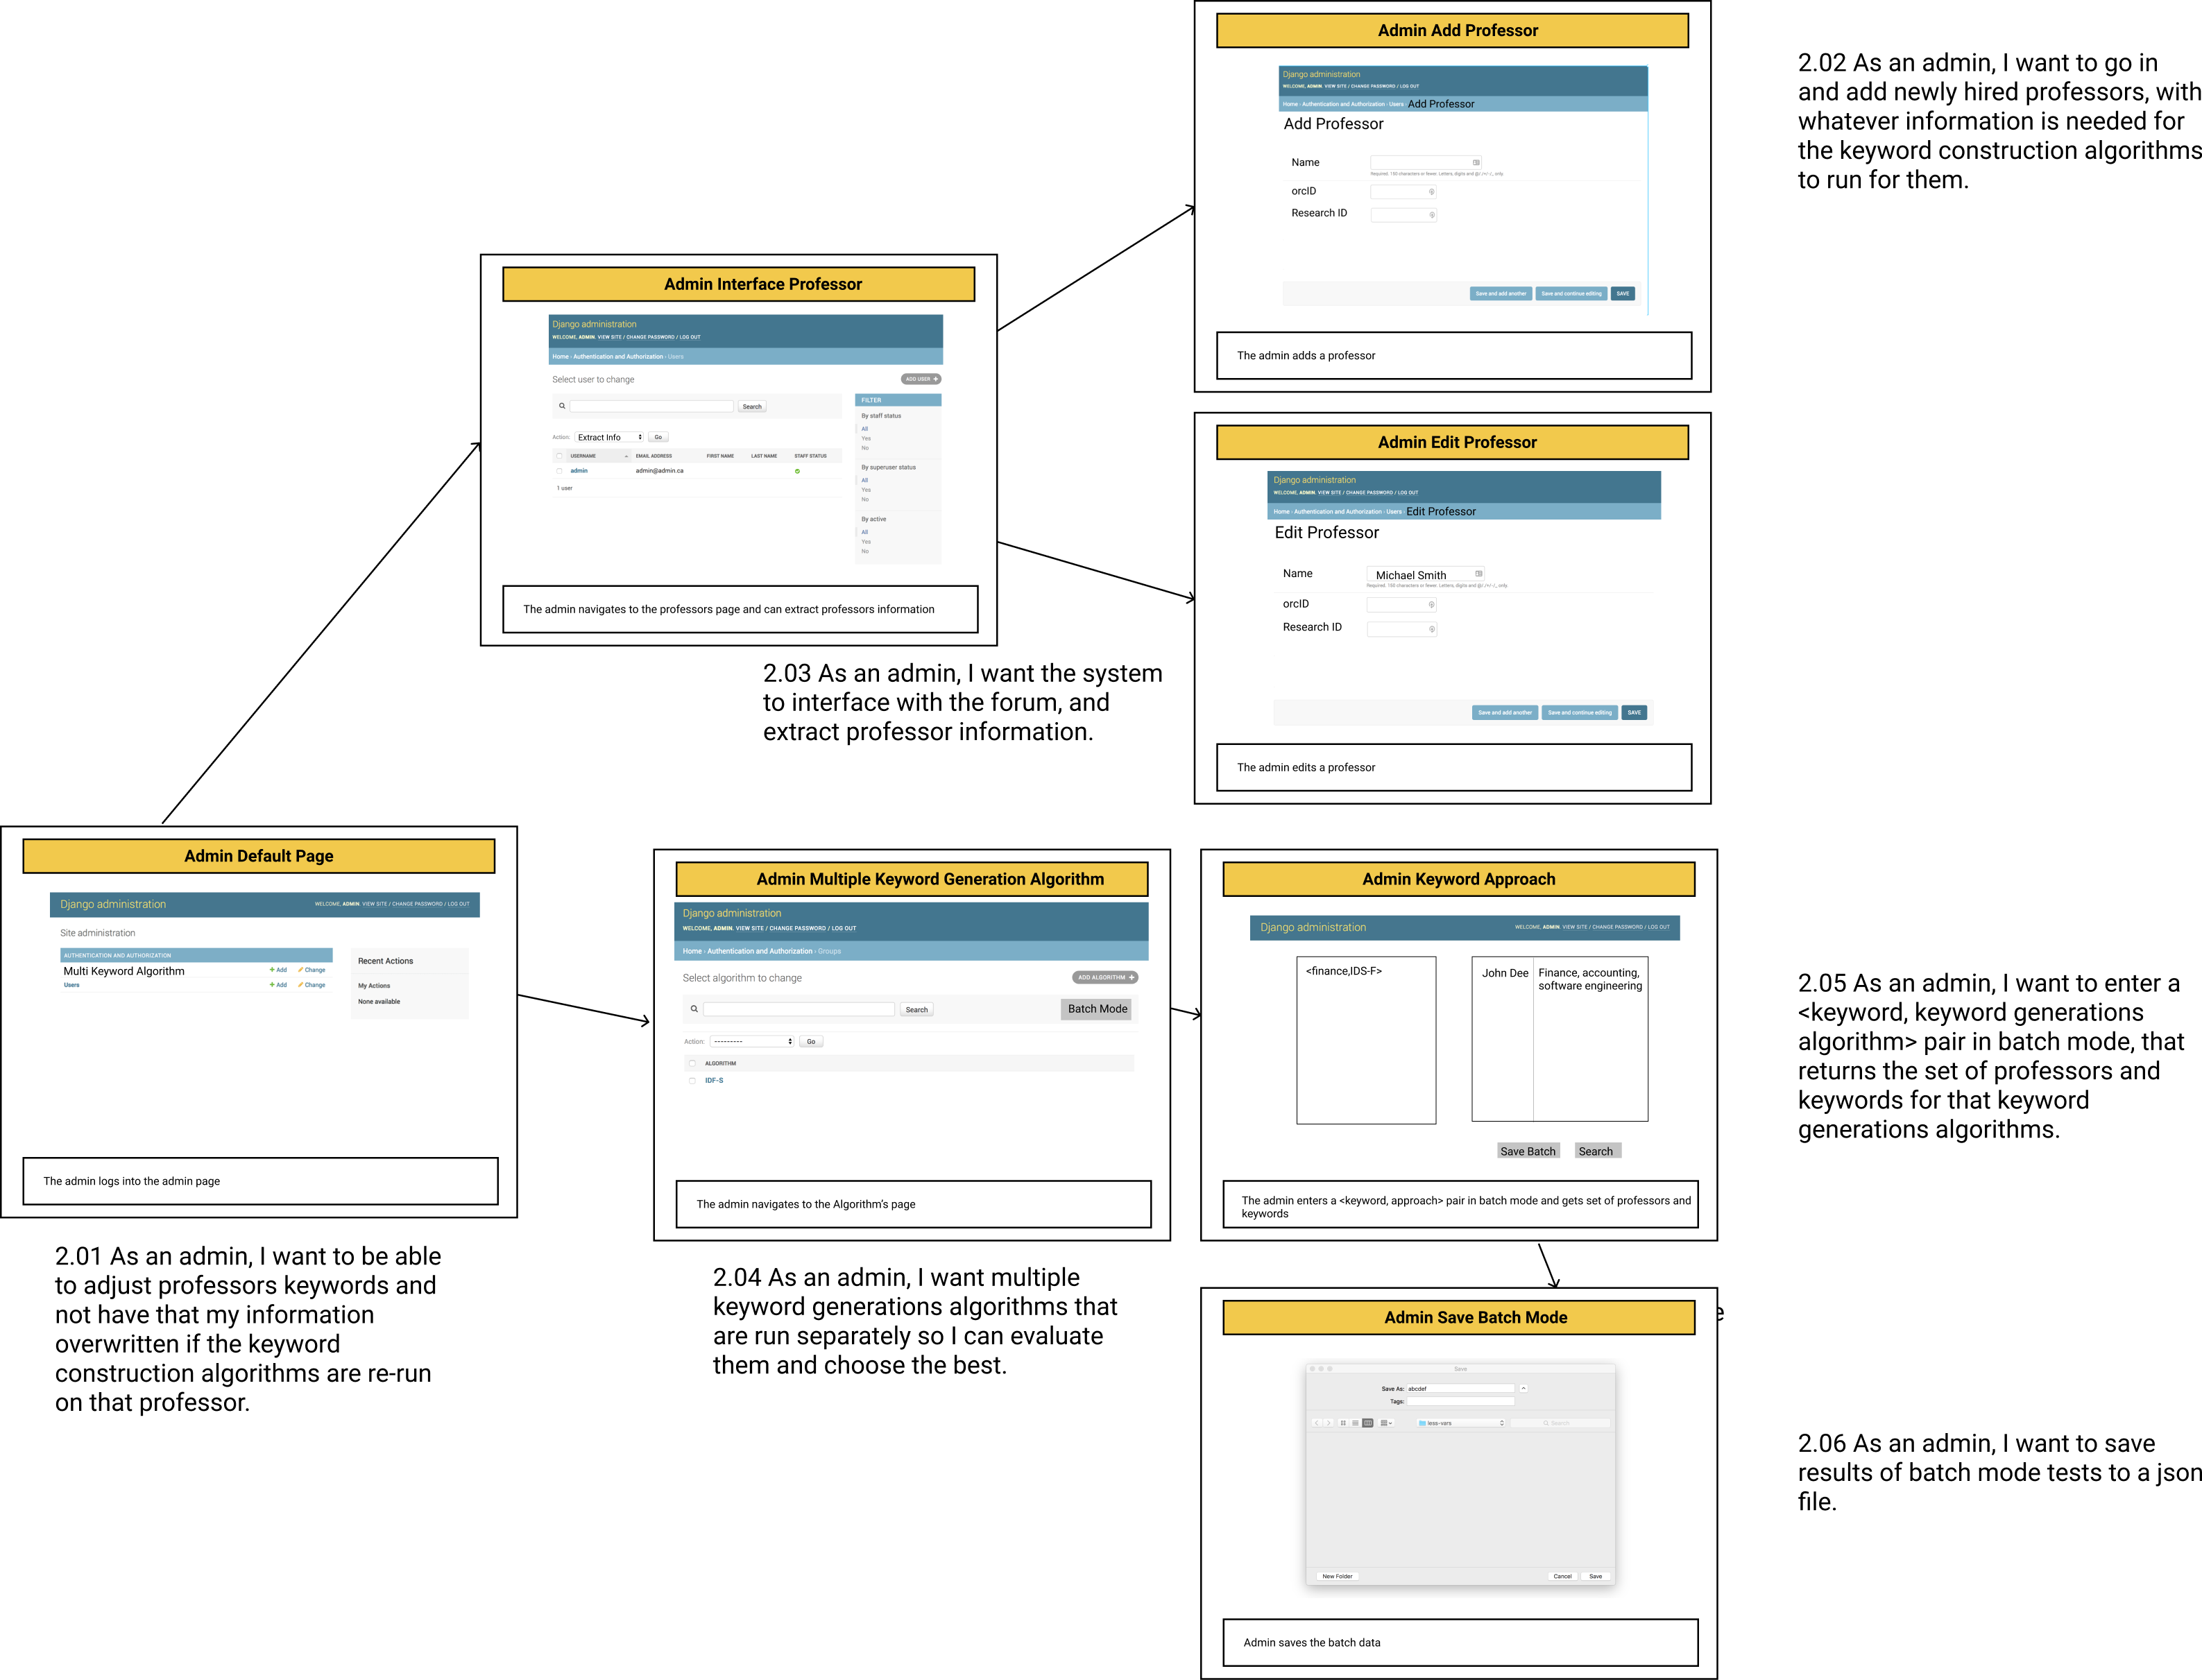 Admin Add Professor
Django administration
WELCOME, ADMIN. VIEW SITE / CHANGE PASSWORD / LOG OUT
Home › Authentication and Authorization › Users › Add Professor
Add Professor
Name
Required. 150 characters or fewer. Letters, digits and @/./+/-/_ only.
orcID
Research ID
Save and add another
Save and continue editing
SAVE
The admin adds a professor
2.02 As an admin, I want to go in
and add newly hired professors, with
whatever information is needed for
the keyword construction algorithms
to run for them.
Admin Interface Professor
Django administration
WELCOME, ADMIN. VIEW SITE / CHANGE PASSWORD / LOG OUT
Home › Authentication and Authorization › Users
Select user to change
ADD USER +
Search
Action: Extract Info Go
USERNAME EMAIL ADDRESS FIRST NAME LAST NAME STAFF STATUS
admin admin@admin.ca
1 user
FILTER
By staff status
All
Yes
No
By superuser status
All
Yes
No
By active
All
Yes
No
The admin navigates to the professors page and can extract professors information
2.03 As an admin, I want the system
to interface with the forum, and
extract professor information.
Admin Edit Professor
Django administration
WELCOME, ADMIN. VIEW SITE / CHANGE PASSWORD / LOG OUT
Home › Authentication and Authorization › Users › Edit Professor
Edit Professor
Name Michael Smith
Required. 150 characters or fewer. Letters, digits and @/./+/-/_ only.
orcID
Research ID
Save and add another
Save and continue editing
SAVE
The admin edits a professor
Admin Default Page
Django administration
WELCOME, ADMIN. VIEW SITE / CHANGE PASSWORD / LOG OUT
Site administration
AUTHENTICATION AND AUTHORIZATION
Multi Keyword Algorithm + Add Change
Users + Add Change
Recent Actions
My Actions
None available
The admin logs into the admin page
2.01 As an admin, I want to be able
to adjust professors keywords and
not have that my information
overwritten if the keyword
construction algorithms are re-run
on that professor.
Admin Multiple Keyword Generation Algorithm
Django administration
WELCOME, ADMIN. VIEW SITE / CHANGE PASSWORD / LOG OUT
Home › Authentication and Authorization › Groups
Select algorithm to change
ADD ALGORITHM +
Search
Batch Mode
Action: --------- Go
ALGORITHM
IDF-S
The admin navigates to the Algorithm's page
2.04 As an admin, I want multiple
keyword generations algorithms that
are run separately so I can evaluate
them and choose the best.
Admin Keyword Approach
Django administration
WELCOME, ADMIN. VIEW SITE / CHANGE PASSWORD / LOG OUT
<finance,IDS-F>
John Dee
Finance, accounting,
software engineering
Save Batch
Search
The admin enters a <keyword, approach> pair in batch mode and gets set of professors and
keywords
2.05 As an admin, I want to enter a
<keyword, keyword generations
algorithm> pair in batch mode, that
returns the set of professors and
keywords for that keyword
generations algorithms.
Admin Save Batch Mode
Save
Save As: abcdef
Tags:
less-vars
Search
New Folder
Cancel
Save
Admin saves the batch data
2.06 As an admin, I want to save
results of batch mode tests to a json
file.